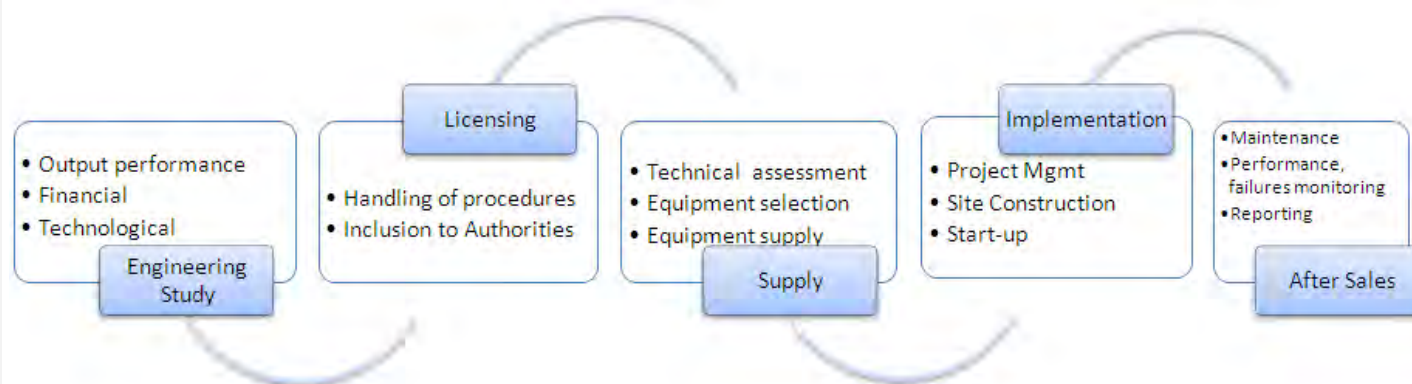 • Output performance
• Financial
• Technological
Engineering
Study
Licensing
• Handling of procedures
• Inclusion to Authorities
• Technical assessment
• Equipment selection
• Equipment supply
Supply
Implementation
• Project Mgmt
• Site Construction
• Start-up
• Maintenance
• Performance,
failures monitoring
• Reporting
After Sales